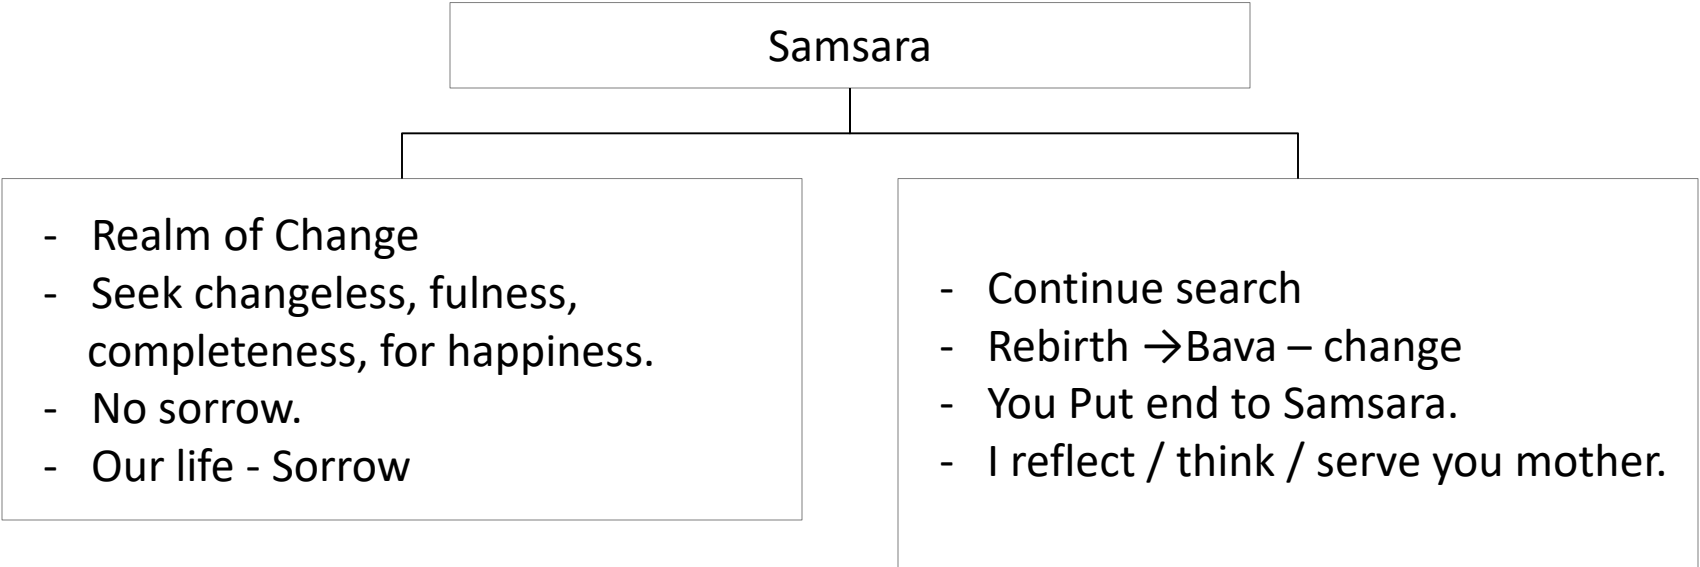 Samsara
- Realm of Change
- Seek changeless, fulness,
completeness, for happiness.
- No sorrow.
- Our life - Sorrow
- Continue search
- Rebirth →Bava – change
- You Put end to Samsara.
- I reflect / think / serve you mother.